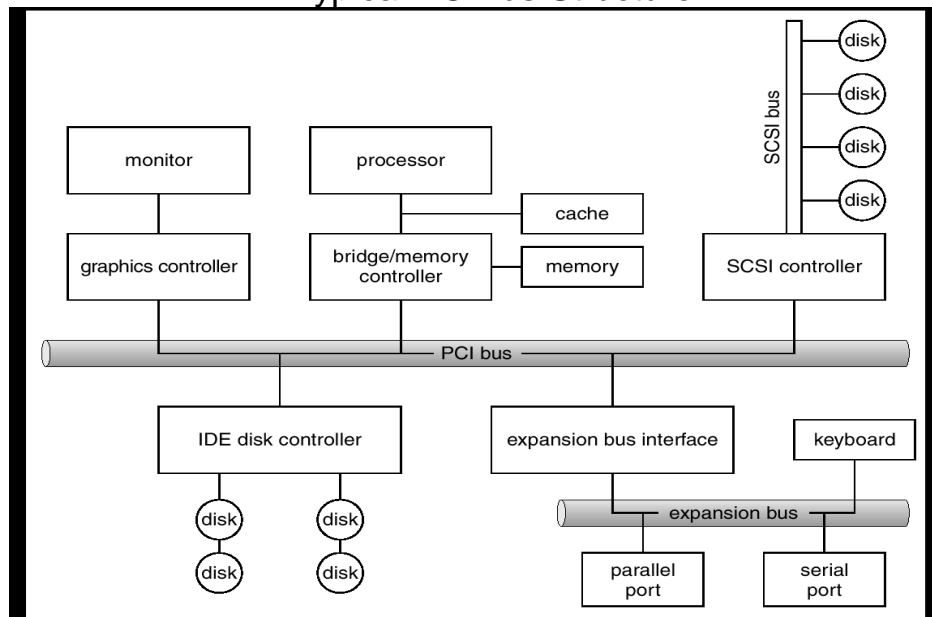 disk
disk
SCSI bus
disk
disk
monitor
processor
cache
graphics controller
bridge/memory
controller
memory
SCSI controller
PCI bus
IDE disk controller
expansion bus interface
keyboard
disk
disk
expansion bus
disk
disk
parallel
port
serial
port